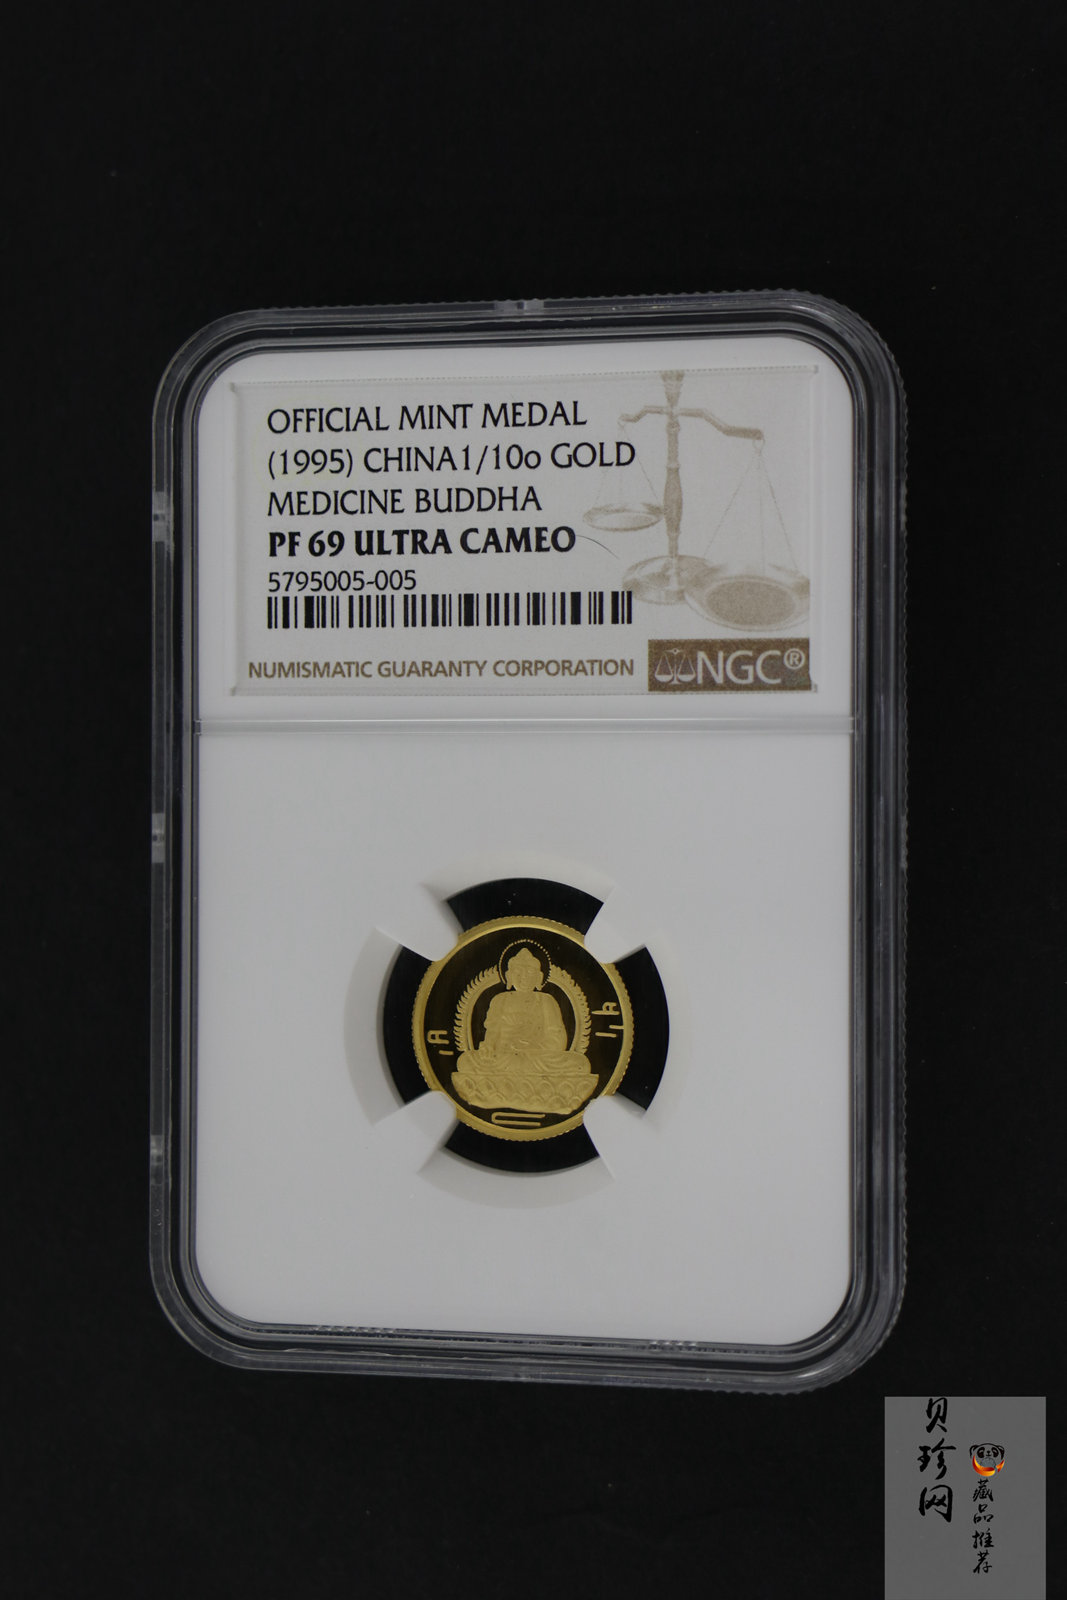 OFFICIAL MINT MEDAL
(1995) CHINA1/10o GOLD
MEDICINE BUDDHA
PF 69 ULTRA CAMEO
5795005-005
NUMISMATIC GUARANTY CORPORATION
NGC®
贝珍网
藏品推荐